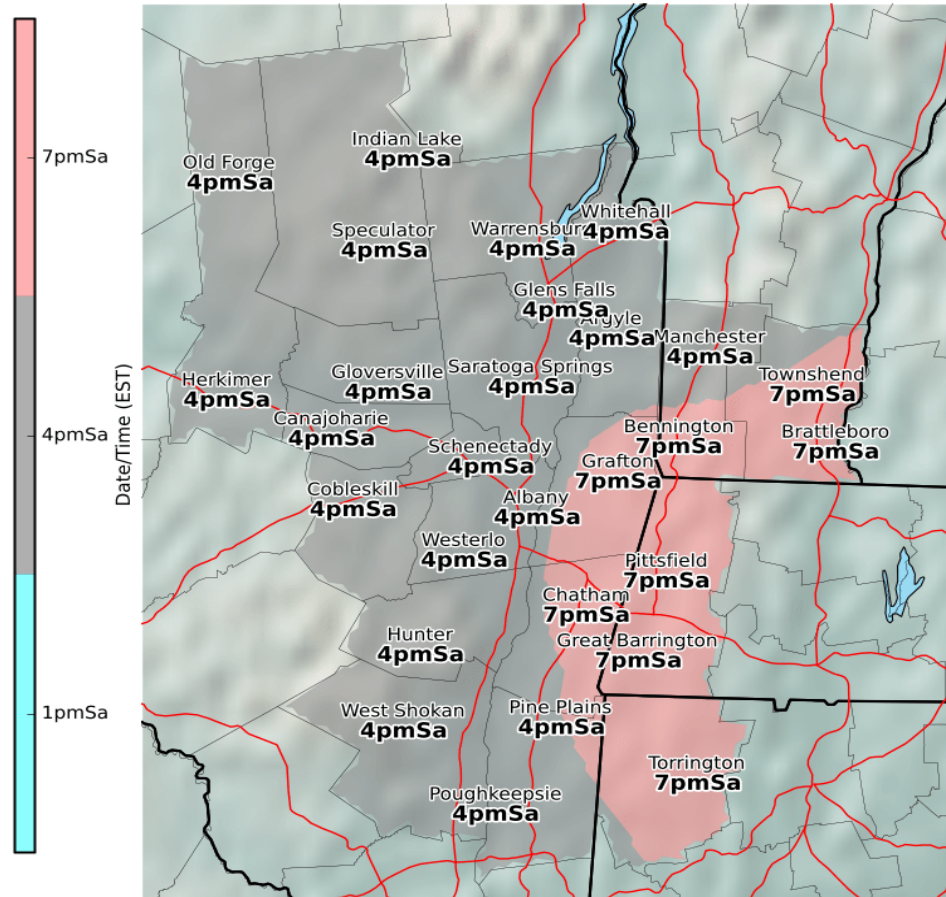 7pmSa
4pmSa
1pmSa
Date/Time (EST)
Indian Lake
4pmSa
Old Forge
4pmSa
Whitehall
4pmSa
Speculator
4pmSa
Warrensburg
4pmSa
Glens Falls
4pmSa
Argyle
4pmSa
Manchester
4pmSa
Saratoga Springs
4pmSa
Gloversville
4pmSa
Herkimer
4pmSa
Townshend
7pmSa
Canajoharie
4pmSa
Bennington
7pmSa
Brattleboro
7pmSa
Schenectady
4pmSa
Grafton
7pmSa
Cobleskill
4pmSa
Albany
4pmSa
Westerlo
4pmSa
Pittsfield
7pmSa
Chatham
7pmSa
Hunter
4pmSa
Great Barrington
7pmSa
West Shokan
4pmSa
Pine Plains
4pmSa
Torrington
7pmSa
Poughkeepsie
4pmSa